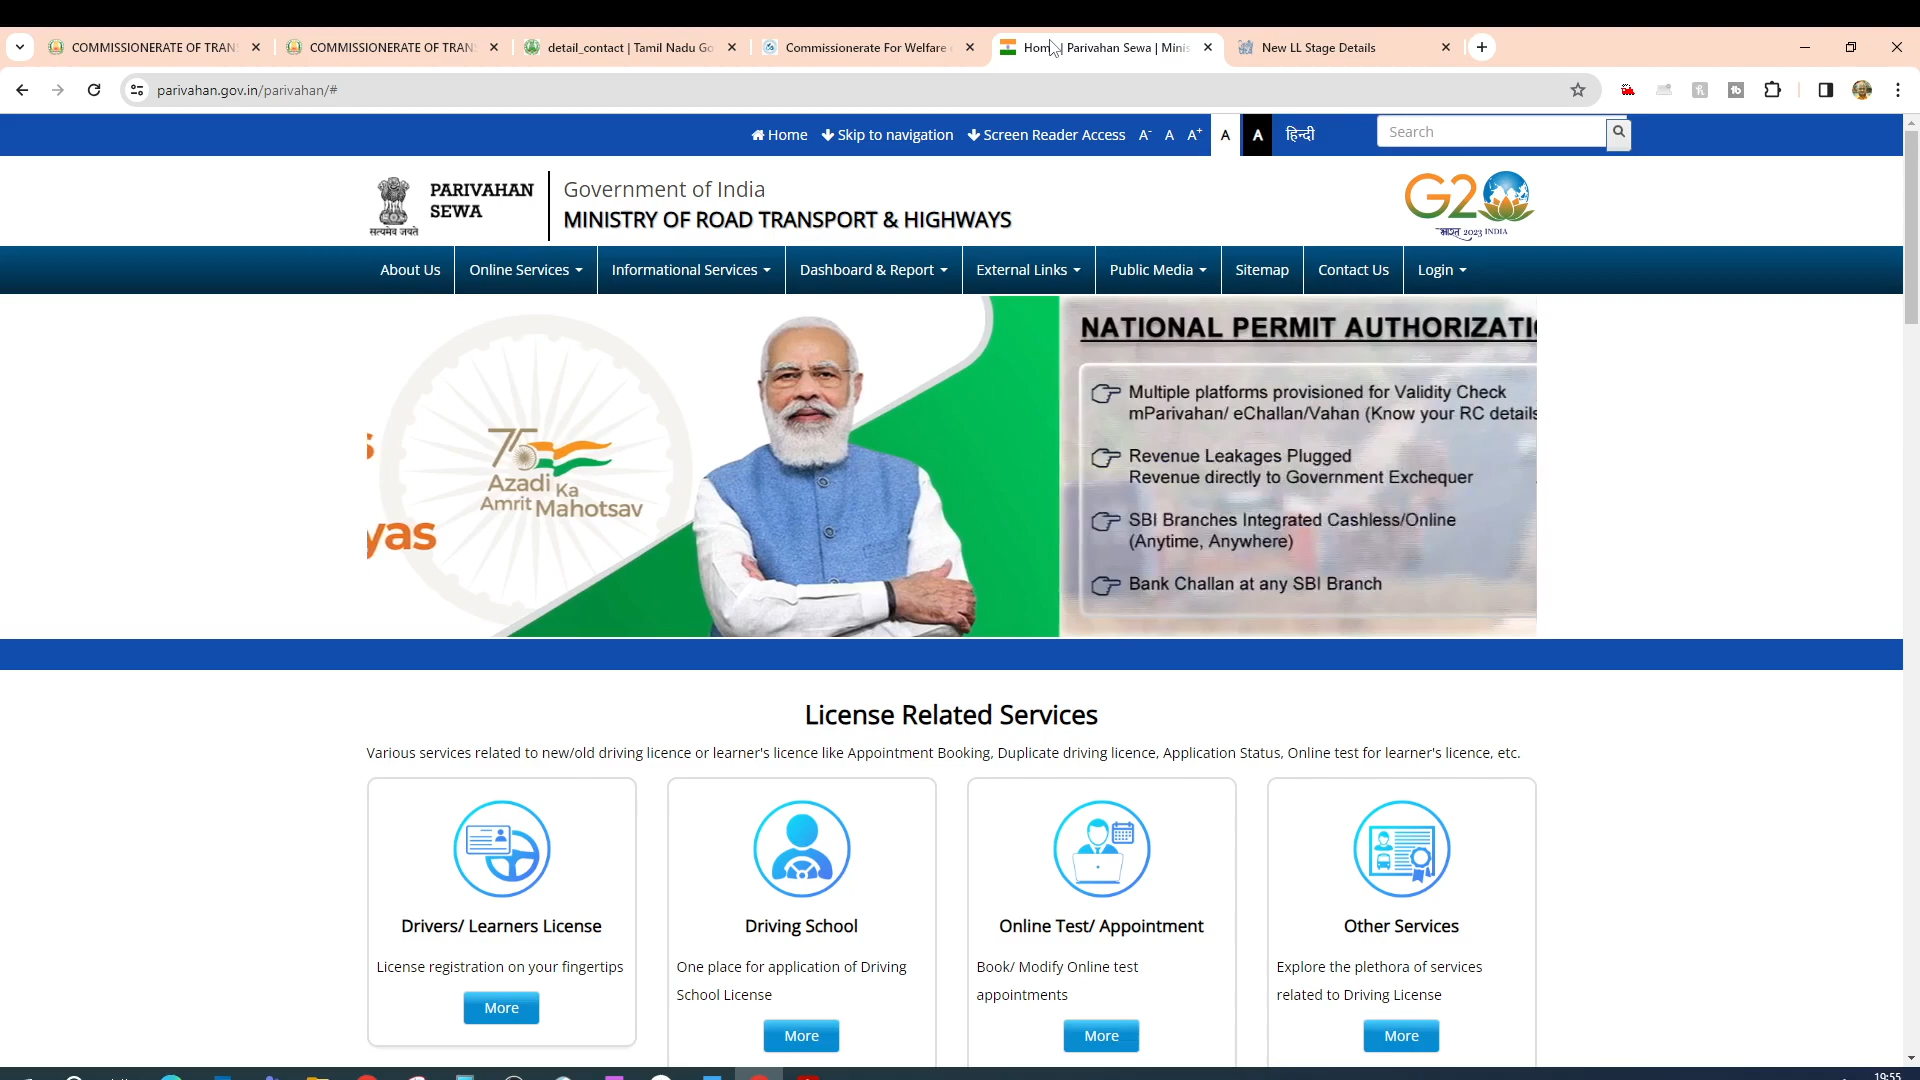 COMMISSIONERATE OF TRAN
COMMISSIONERATE OF TRAN
detail_contact | Tamil Nadu Go
Commissionerate For Welfare
Home | Parivahan Sewa | Minis
New LL Stage Details
parivahan.gov.in/parivahan/#
Home
Skip to navigation
Screen Reader Access
A-
A
A+
A
A
हिन्दी
Search
सत्यमेव जयते
PARIVAHAN
SEWA
Government of India
MINISTRY OF ROAD TRANSPORT & HIGHWAYS
G20
भारत 2023 INDIA
About Us
Online Services
Informational Services
Dashboard & Report
External Links
Public Media
Sitemap
Contact Us
Login
yas
75
Azadi Ka
Amrit Mahotsav
NATIONAL PERMIT AUTHORIZATI
Multiple platforms provisioned for Validity Check
mParivahan/ eChallan/Vahan (Know your RC details
Revenue Leakages Plugged
Revenue directly to Government Exchequer
SBI Branches Integrated Cashless/Online
(Anytime, Anywhere)
Bank Challan at any SBI Branch
License Related Services
Various services related to new/old driving licence or learner's licence like Appointment Booking, Duplicate driving licence, Application Status, Online test for learner's licence, etc.
Drivers/ Learners License
License registration on your fingertips
More
Driving School
One place for application of Driving
School License
More
Online Test/ Appointment
Book/ Modify Online test
appointments
More
Other Services
Explore the plethora of services
related to Driving License
More
19:55